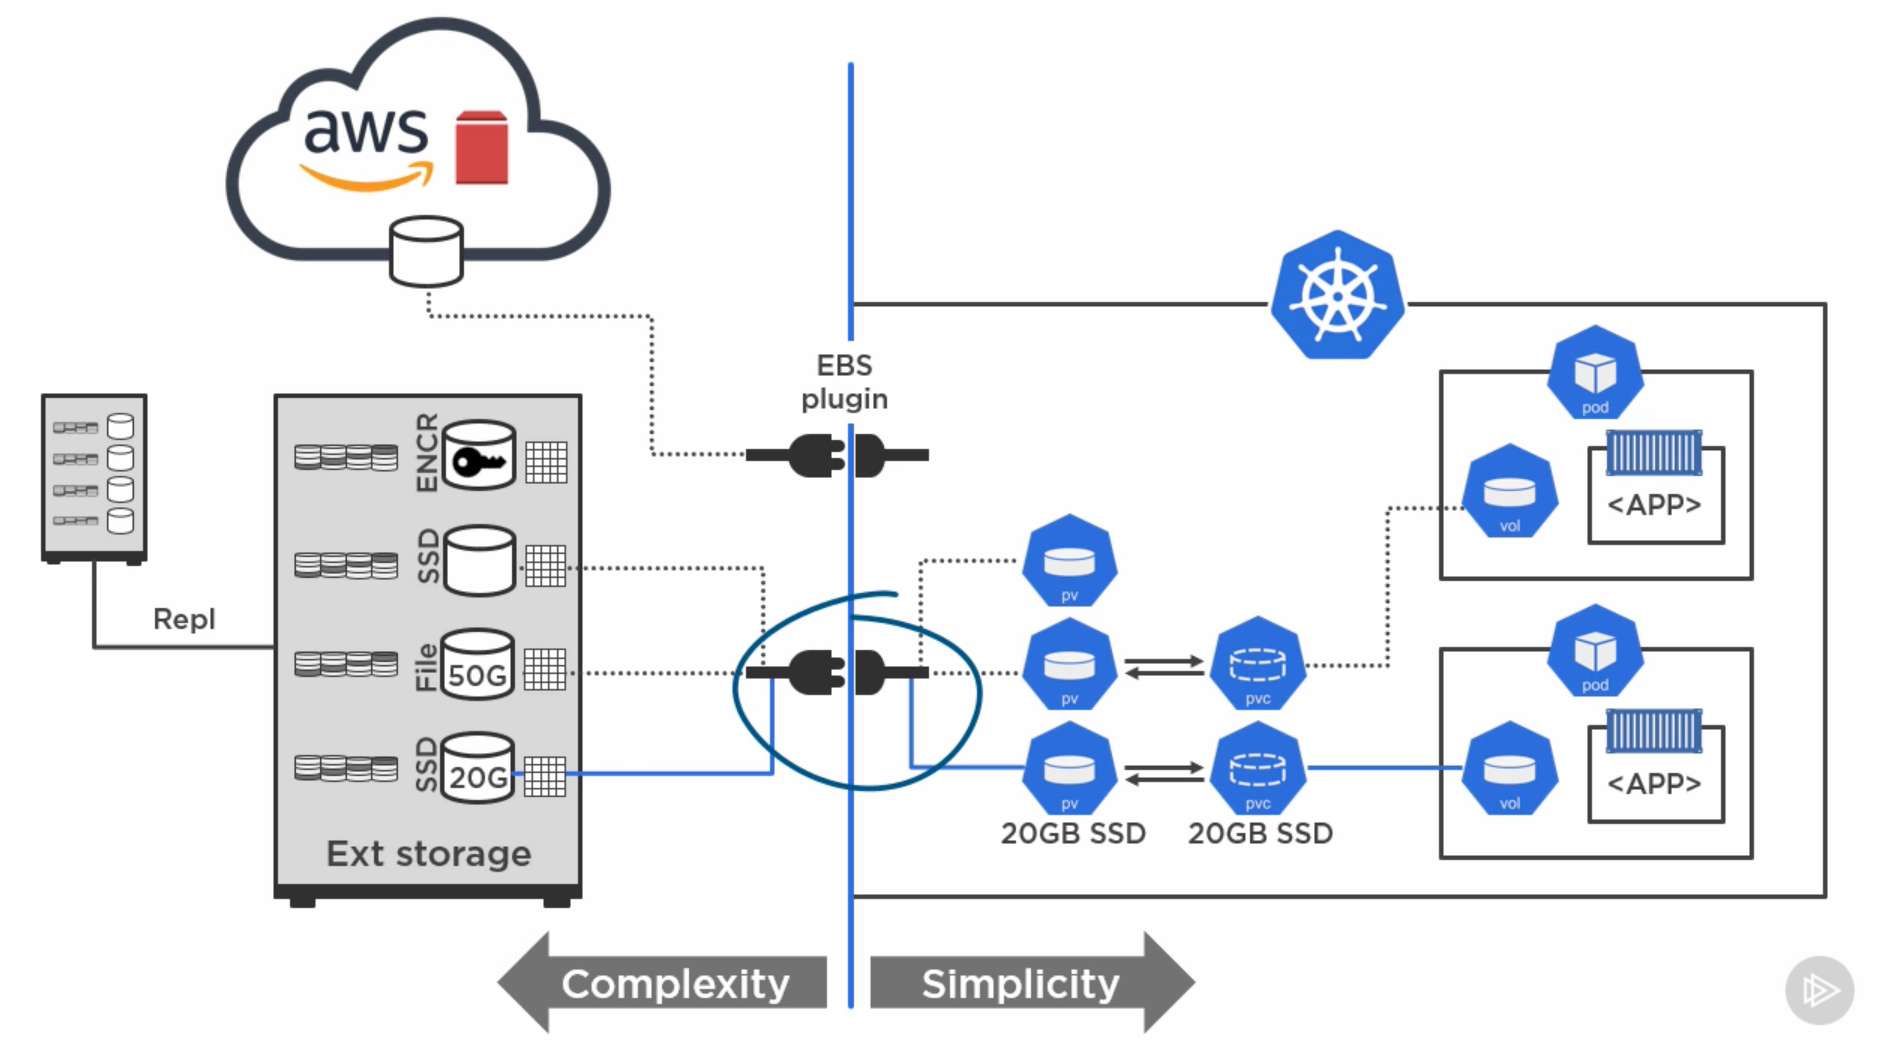 aws
EBS
plugin
pod
ENCR
<APP>
vol
SSD
pv
Repl
File
50G
pv
pvc
pod
SSD
20G
pv
pvc
vol
<APP>
20GB SSD
20GB SSD
Ext storage
Complexity
Simplicity